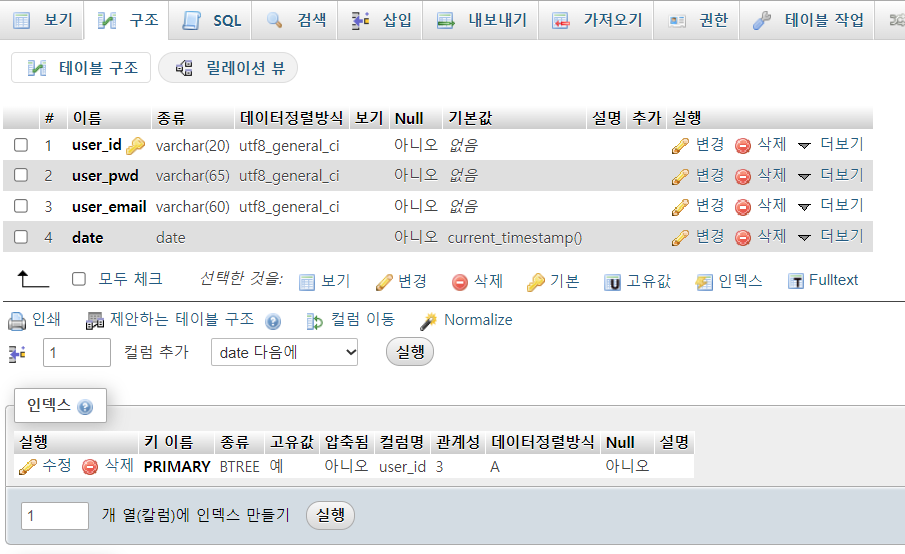 보기 구조 SQL 검색 삽입 내보내기 가져오기 권한 테이블 작업
테이블 구조 릴레이션 뷰
# 이름 종류 데이터정렬방식 보기 Null 기본값 설명 추가 실행
1 user_id varchar(20) utf8_general_ci 아니오 없음 변경 삭제 더보기
2 user_pwd varchar(65) utf8_general_ci 아니오 없음 변경 삭제 더보기
3 user_email varchar(60) utf8_general_ci 아니오 없음 변경 삭제 더보기
4 date date 아니오 current_timestamp() 변경 삭제 더보기
모두 체크 선택한 것을: 보기 변경 삭제 기본 고유값 인덱스 Fulltext
인쇄 제안하는 테이블 구조 컬럼 이동 Normalize
1 컬럼 추가 date 다음에 실행
인덱스
실행 키 이름 종류 고유값 압축됨 컬럼명 관계성 데이터정렬방식 Null 설명
수정 삭제 PRIMARY BTREE 예 아니오 user_id 3 A 아니오
1 개 열(칼럼)에 인덱스 만들기 실행